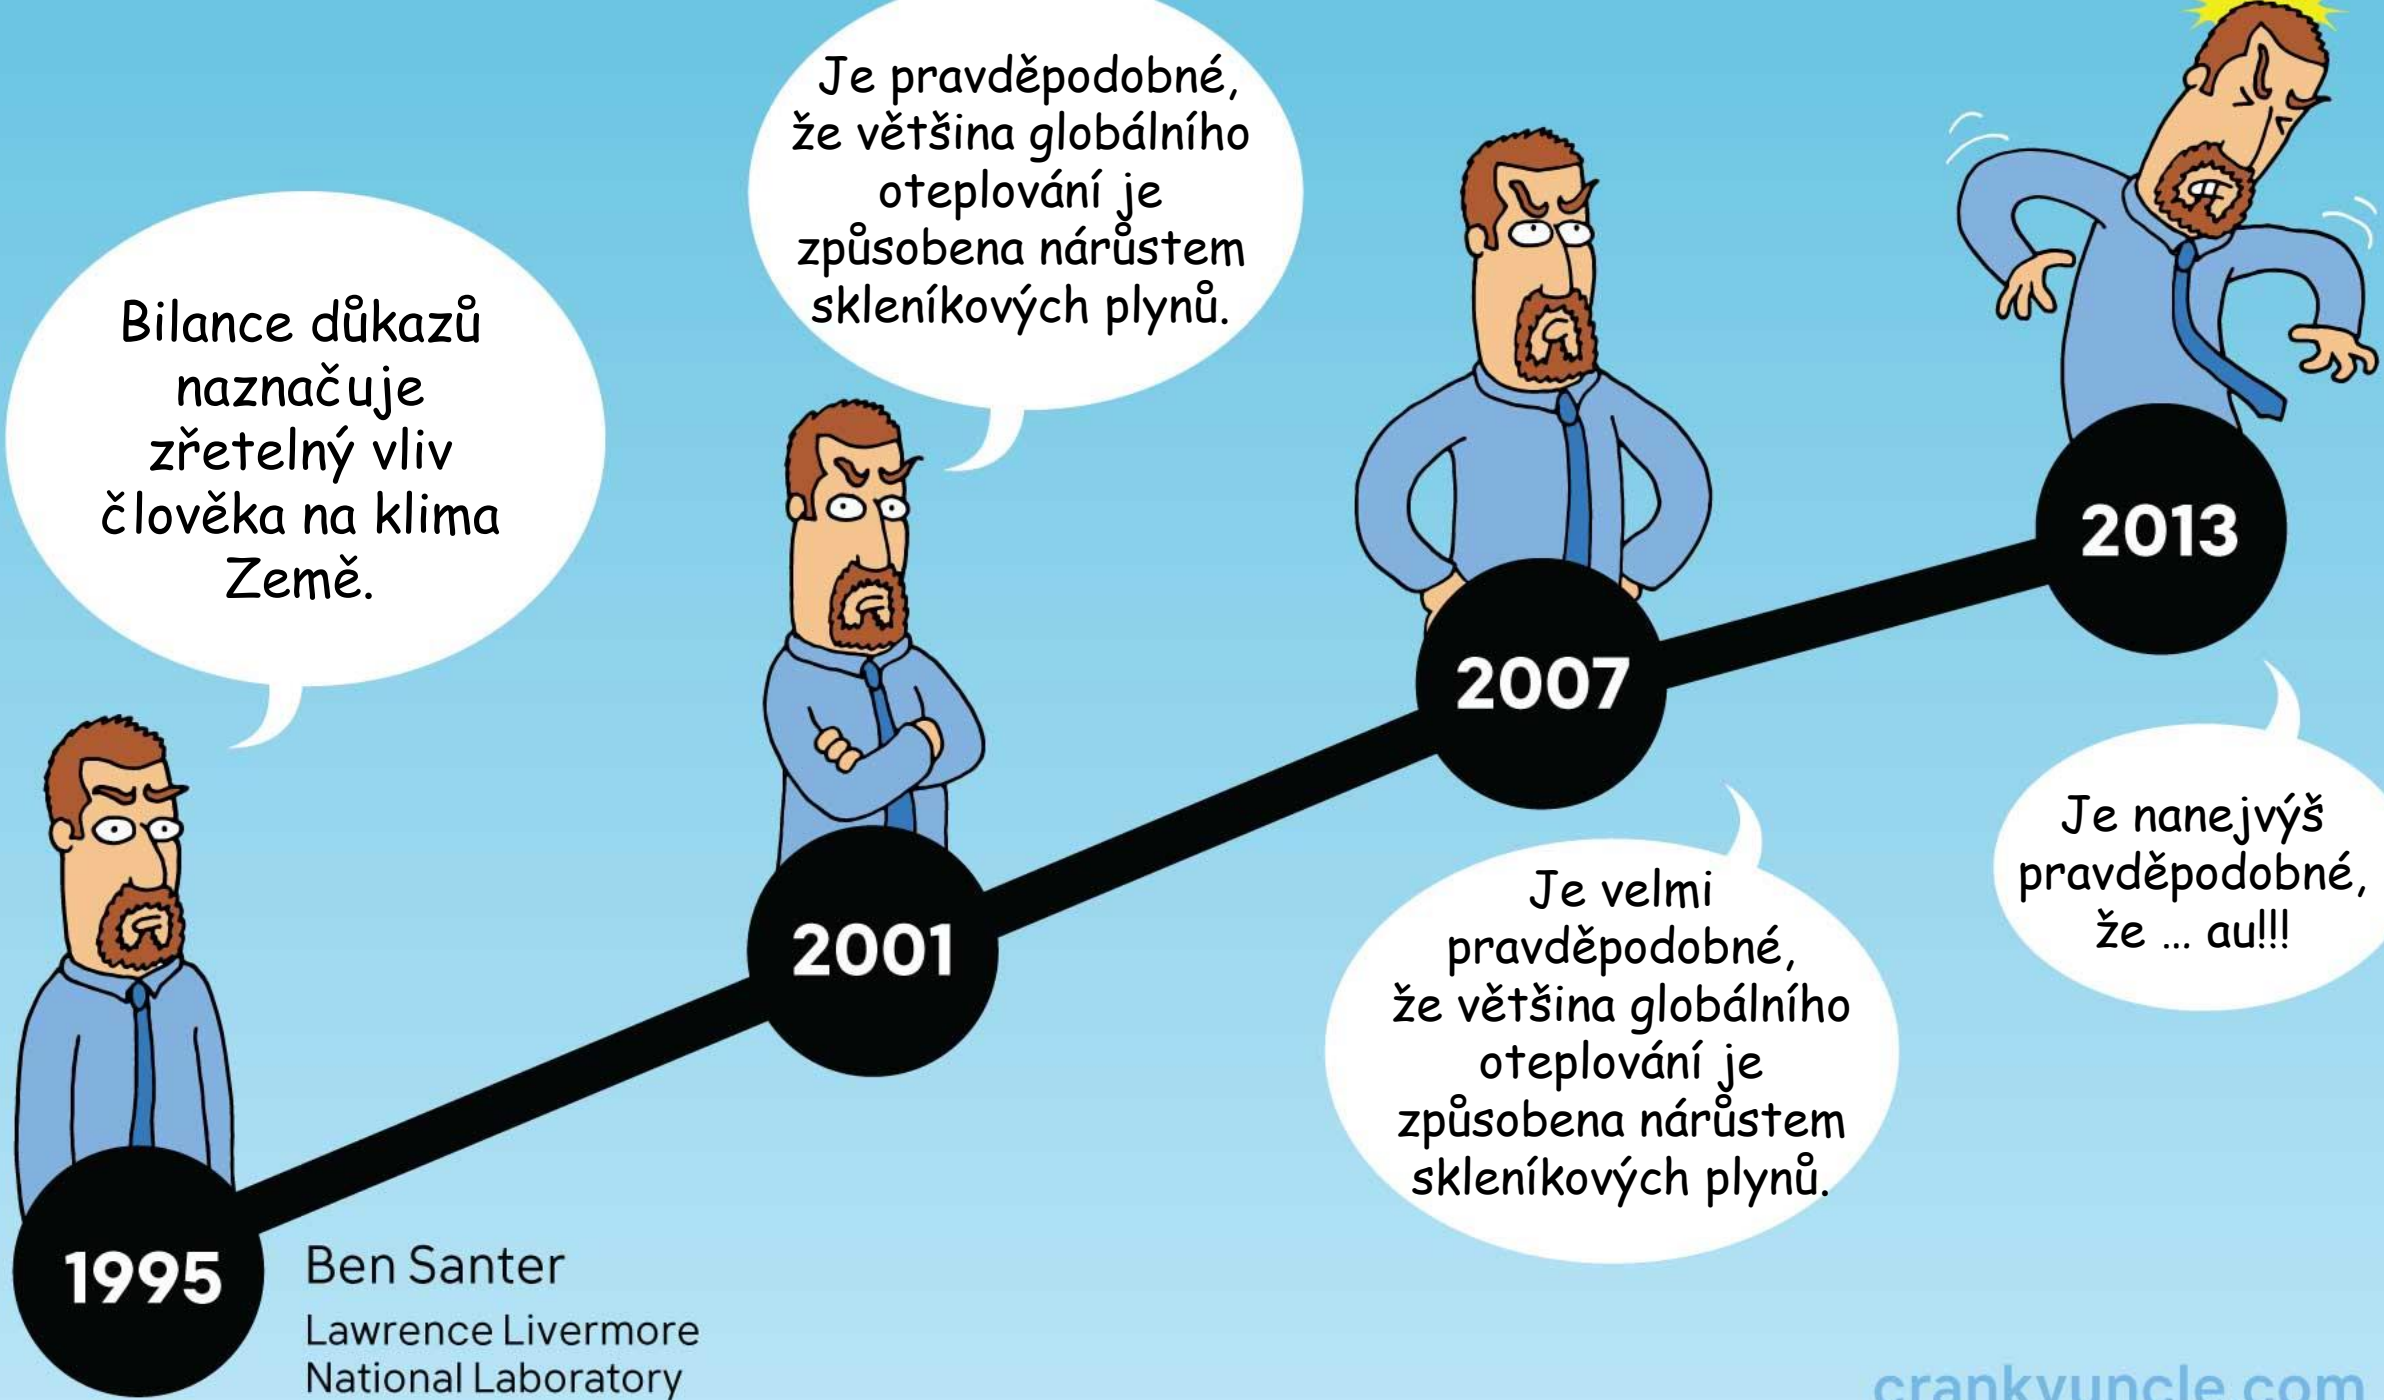 Bilance důkazů
naznačuje
zřetelný vliv
člověka na klima
Země.
1995
Ben Santer
Lawrence Livermore
National Laboratory
Je pravděpodobné,
že většina globálního
oteplování je
způsobena nárůstem
skleníkových plynů.
2001
2007
Je velmi
pravděpodobné,
že většina globálního
oteplování je
způsobena nárůstem
skleníkových plynů.
2013
Je nanejvýš
pravděpodobné,
že ... au!!!
crankyuncle.com